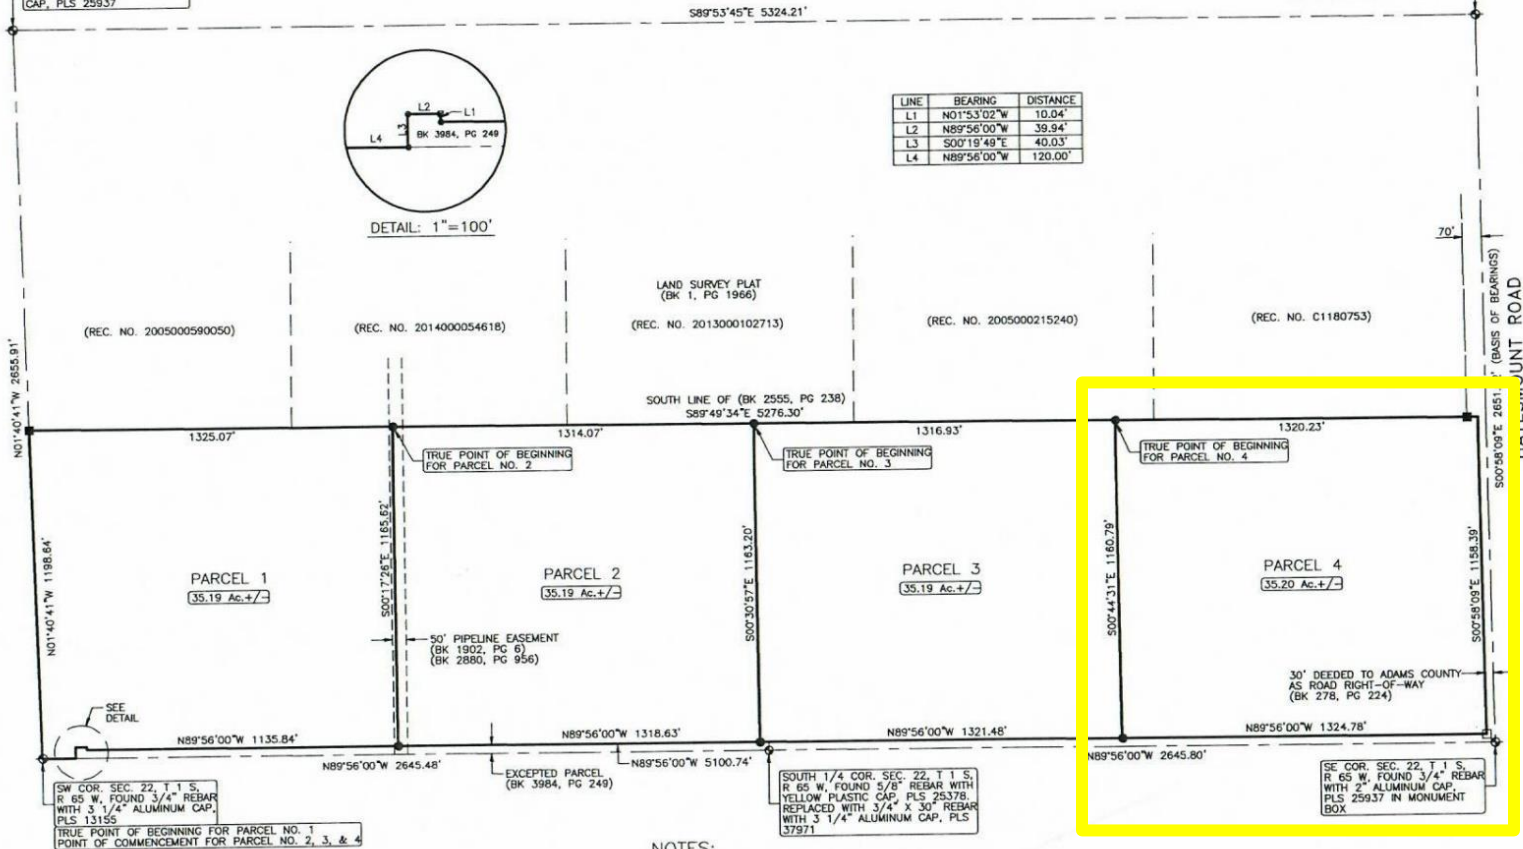 CAP, PLS 25937
S89°53'45"E 5324.21'
L2
L1
L3
BK 3984, PG 249
L4
DETAIL: 1"=100'
LINE BEARING DISTANCE
L1 N01°53'02"W 10.04'
L2 N89°56'00"W 39.94'
L3 S00°19'49"E 40.03'
L4 N89°56'00"W 120.00'
70'
LAND SURVEY PLAT
(BK 1, PG 1966)
(REC. NO. 2005000590050)
(REC. NO. 2014000054618)
(REC. NO. 2013000102713)
(REC. NO. 2005000215240)
(REC. NO. C1180753)
N01°40'41"W 2655.91'
S00°58'09"E 2651 (BASIS OF BEARINGS)
ROAD
SOUTH LINE OF (BK 2555, PG 238)
S89°49'34"E 5276.30'
1325.07'
1314.07'
1316.93'
1320.23'
TRUE POINT OF BEGINNING
FOR PARCEL NO. 2
TRUE POINT OF BEGINNING
FOR PARCEL NO. 3
TRUE POINT OF BEGINNING
FOR PARCEL NO. 4
N01°40'41"W 1198.64'
S00°17'26"E 1165.62'
S00°30'57"E 1163.20'
S00°44'31"E 1160.79'
S00°58'09"E 1158.39'
PARCEL 1
35.19 Ac.+/-
PARCEL 2
35.19 Ac.+/-
PARCEL 3
35.19 Ac.+/-
PARCEL 4
35.20 Ac.+/-
50' PIPELINE EASEMENT
(BK 1902, PG 6)
(BK 2880, PG 956)
30' DEEDED TO ADAMS COUNTY
AS ROAD RIGHT-OF-WAY
(BK 278, PG 224)
SEE
DETAIL
N89°56'00"W 1135.84'
N89°56'00"W 1318.63'
N89°56'00"W 1321.48'
N89°56'00"W 1324.78'
N89°56'00"W 2645.48'
N89°56'00"W 5100.74'
N89°56'00"W 2645.80'
EXCEPTED PARCEL
(BK 3984, PG 249)
SW COR. SEC. 22, T 1 S,
R 65 W, FOUND 3/4" REBAR
WITH 3 1/4" ALUMINUM CAP,
PLS 13155
TRUE POINT OF BEGINNING FOR PARCEL NO. 1
POINT OF COMMENCEMENT FOR PARCEL NO. 2, 3, & 4
SOUTH 1/4 COR. SEC. 22, T 1 S,
R 65 W, FOUND 5/8" REBAR WITH
YELLOW PLASTIC CAP, PLS 25378.
REPLACED WITH 3/4" X 30" REBAR
WITH 3 1/4" ALUMINUM CAP, PLS
37971
SE COR. SEC. 22, T 1 S,
R 65 W, FOUND 3/4" REBAR
WITH 2" ALUMINUM CAP,
PLS 25937 IN MONUMENT
BOX
NOTES: